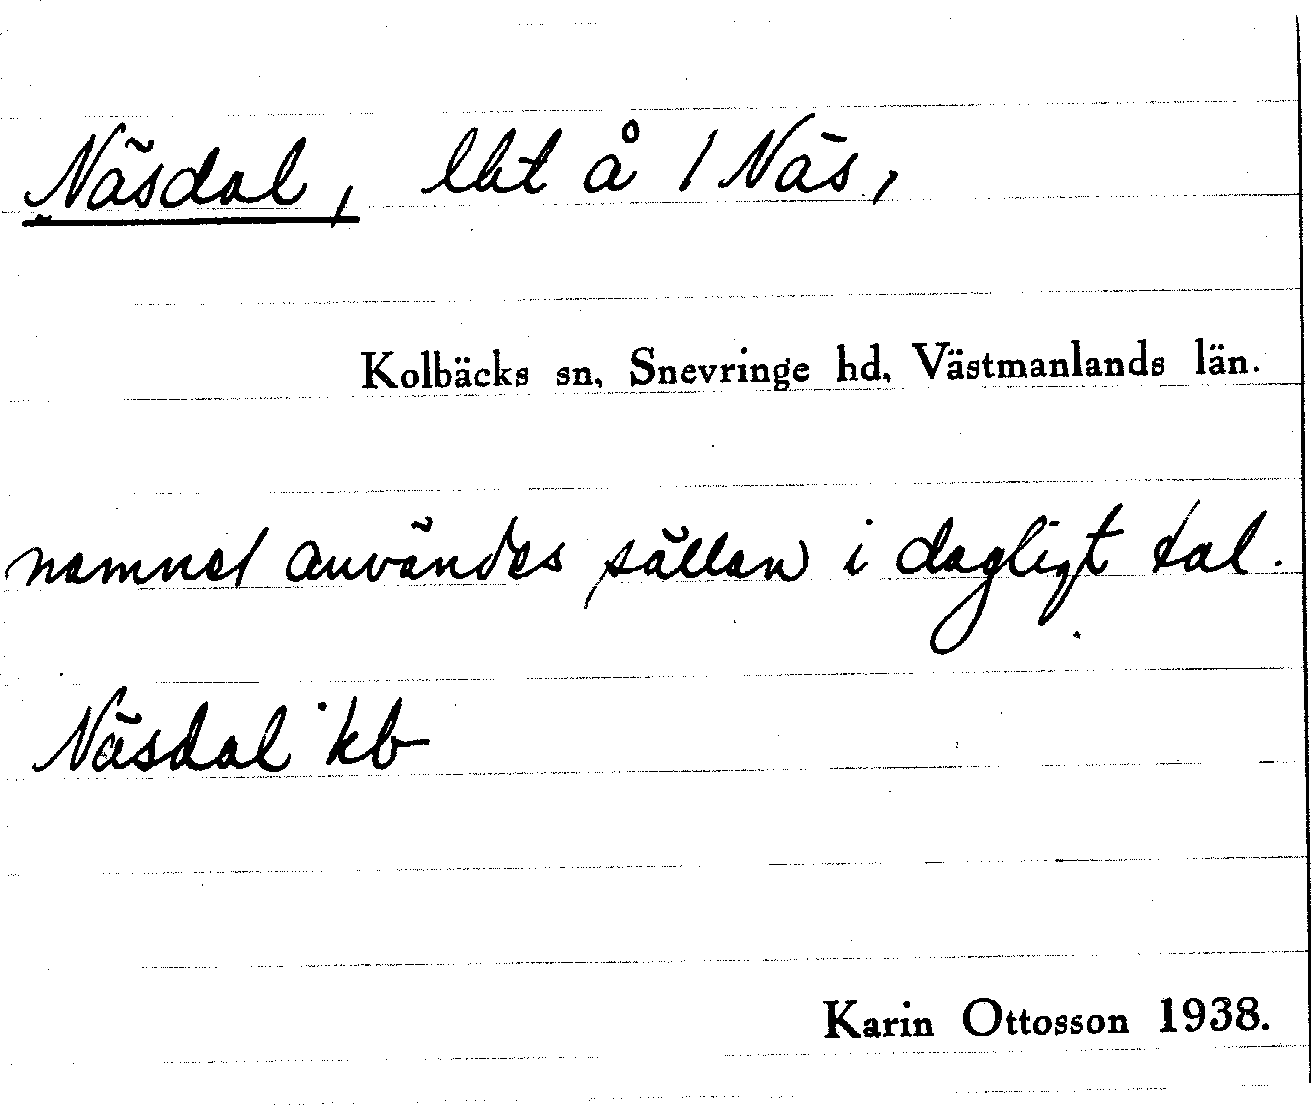 Näsdal, lht å 1 Näs,
Kolbäcks sn, Snevringe hd, Västmanlands län.
namnet användes sällan i dagligt tal.
Näsdal kb
Karin Ottosson 1938.